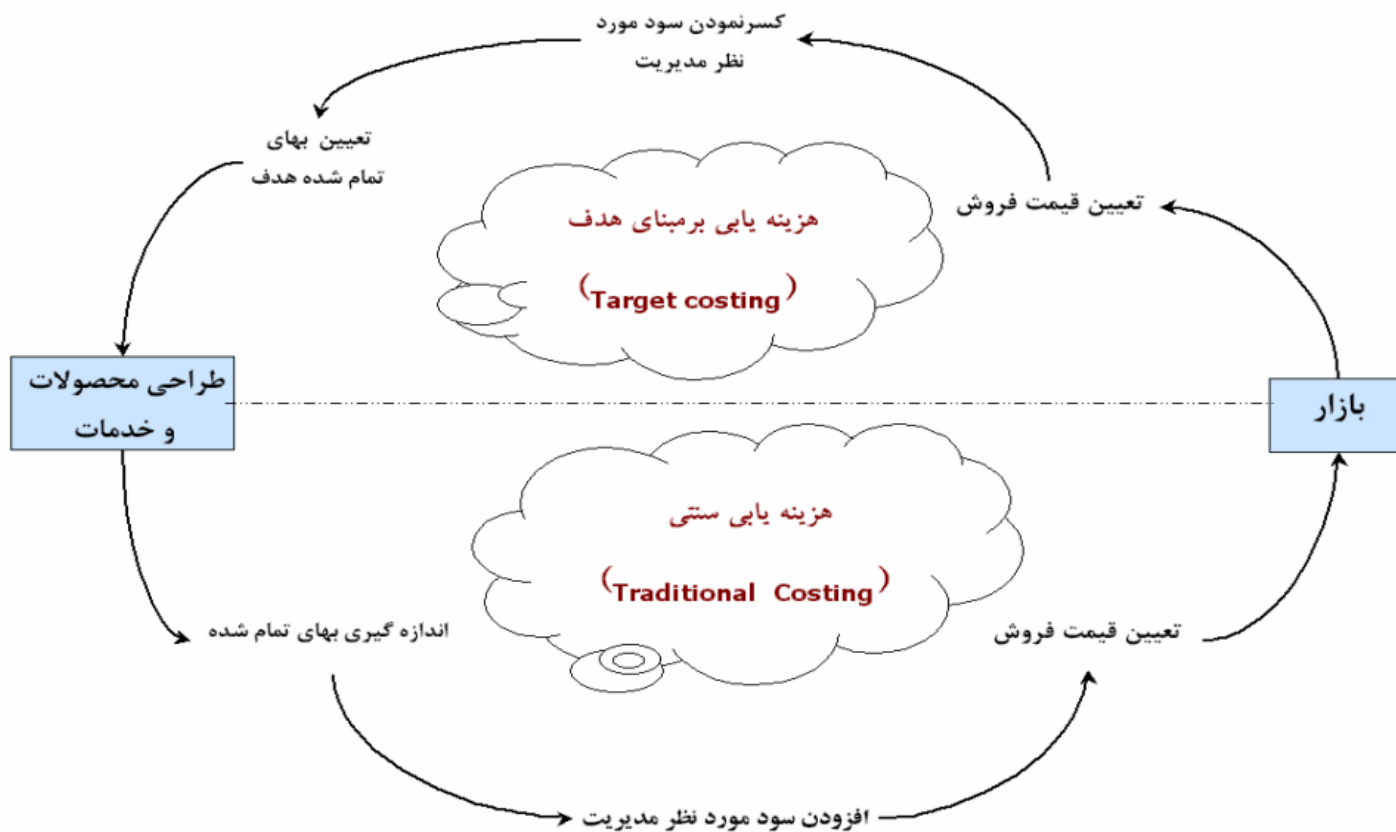 کسرنمودن سود مورد
نظر مدیریت
تعیین بهای
تمام شده هدف
تعیین قیمت فروش
هزینه یابی برمبنای هدف
(Target costing)
طراحی محصولات
و خدمات
بازار
هزینه یابی سنتی
(Traditional Costing)
اندازه گیری بهای تمام شده
تعیین قیمت فروش
افزودن سود مورد نظر مدیریت